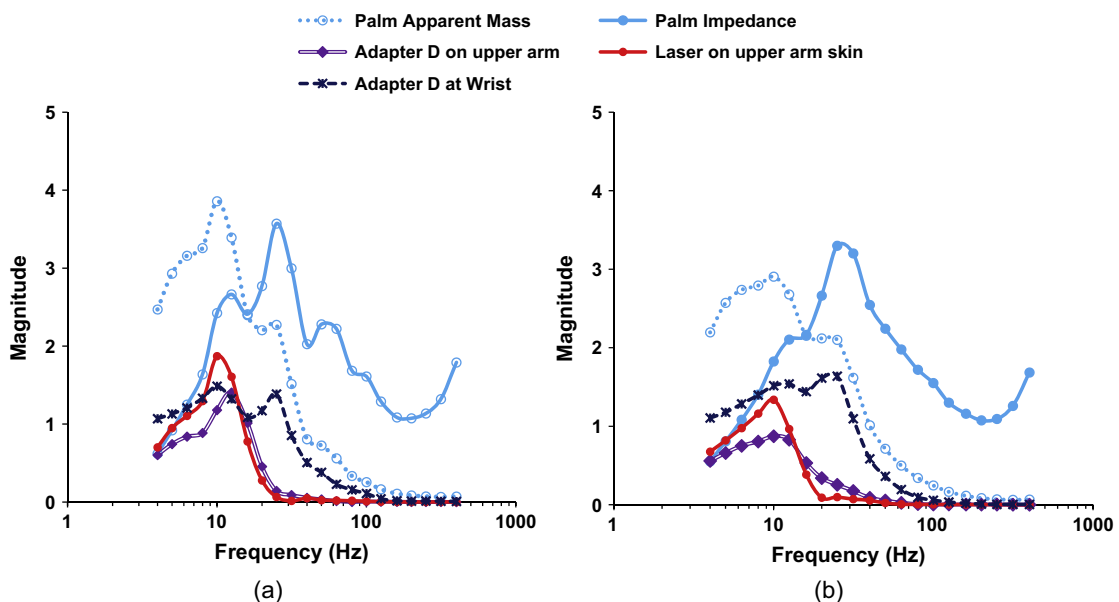 Palm Apparent Mass
Palm Impedance
Adapter D on upper arm
Laser on upper arm skin
Adapter D at Wrist
5
4
3
2
1
0
Magnitude
1
10
100
1000
Frequency (Hz)
(a)
5
4
3
2
1
0
Magnitude
1
10
100
1000
Frequency (Hz)
(b)